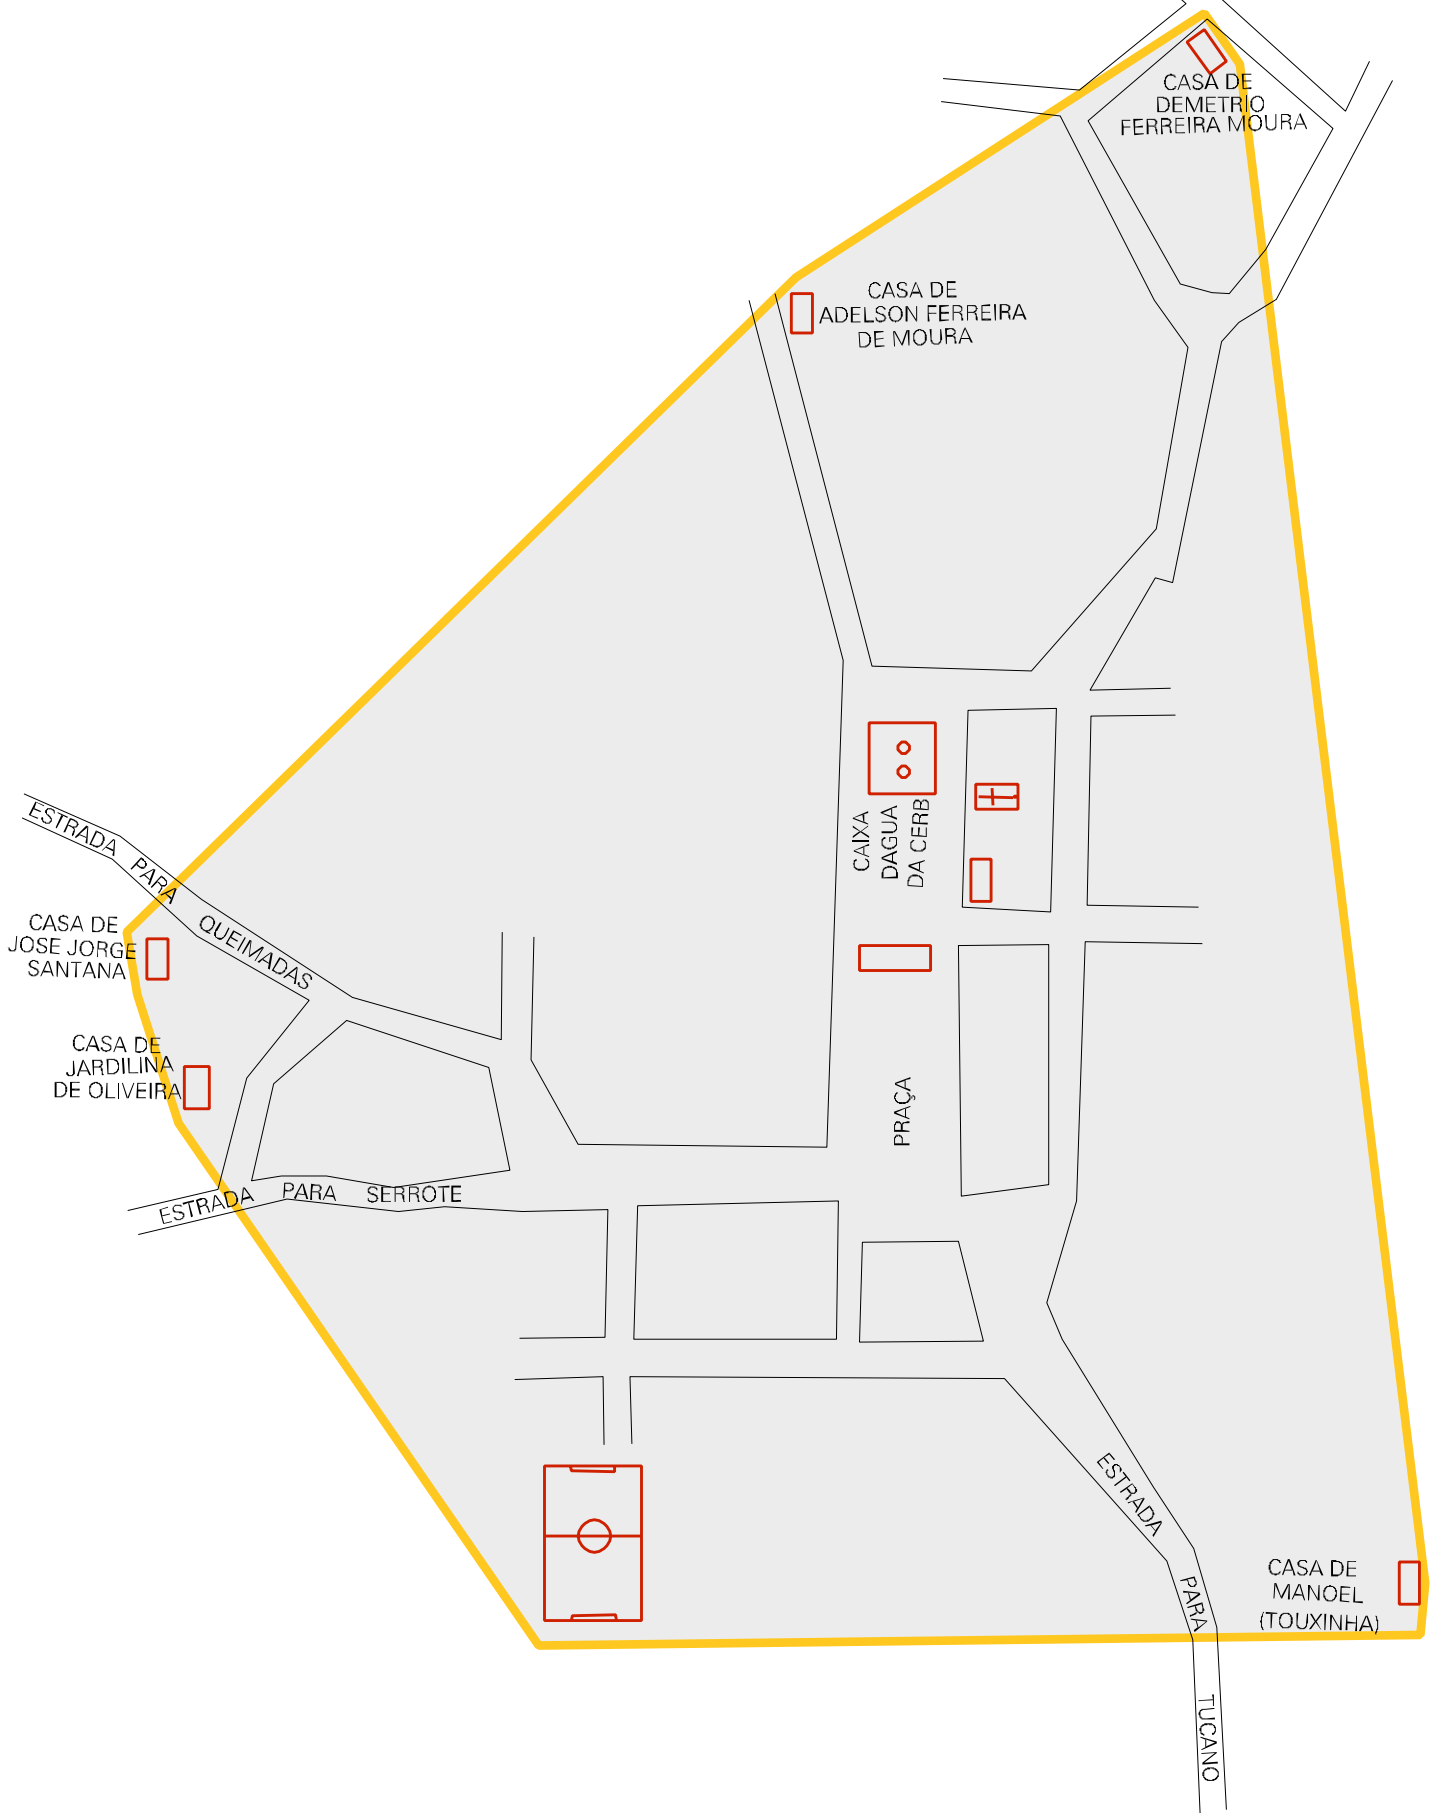 CASA DE
DEMETRIO
FERREIRA MOURA
CASA DE
ADELSON FERREIRA
DE MOURA
CAIXA
DAGUA
DA CERB
ESTRADA PARA QUEIMADAS
CASA DE
JOSE JORGE
SANTANA
CASA DE
JARDILINA
DE OLIVEIRA
PRAÇA
ESTRADA PARA SERROTE
ESTRADA PARA TUCANO
CASA DE
MANOEL
(TOUXINHA)